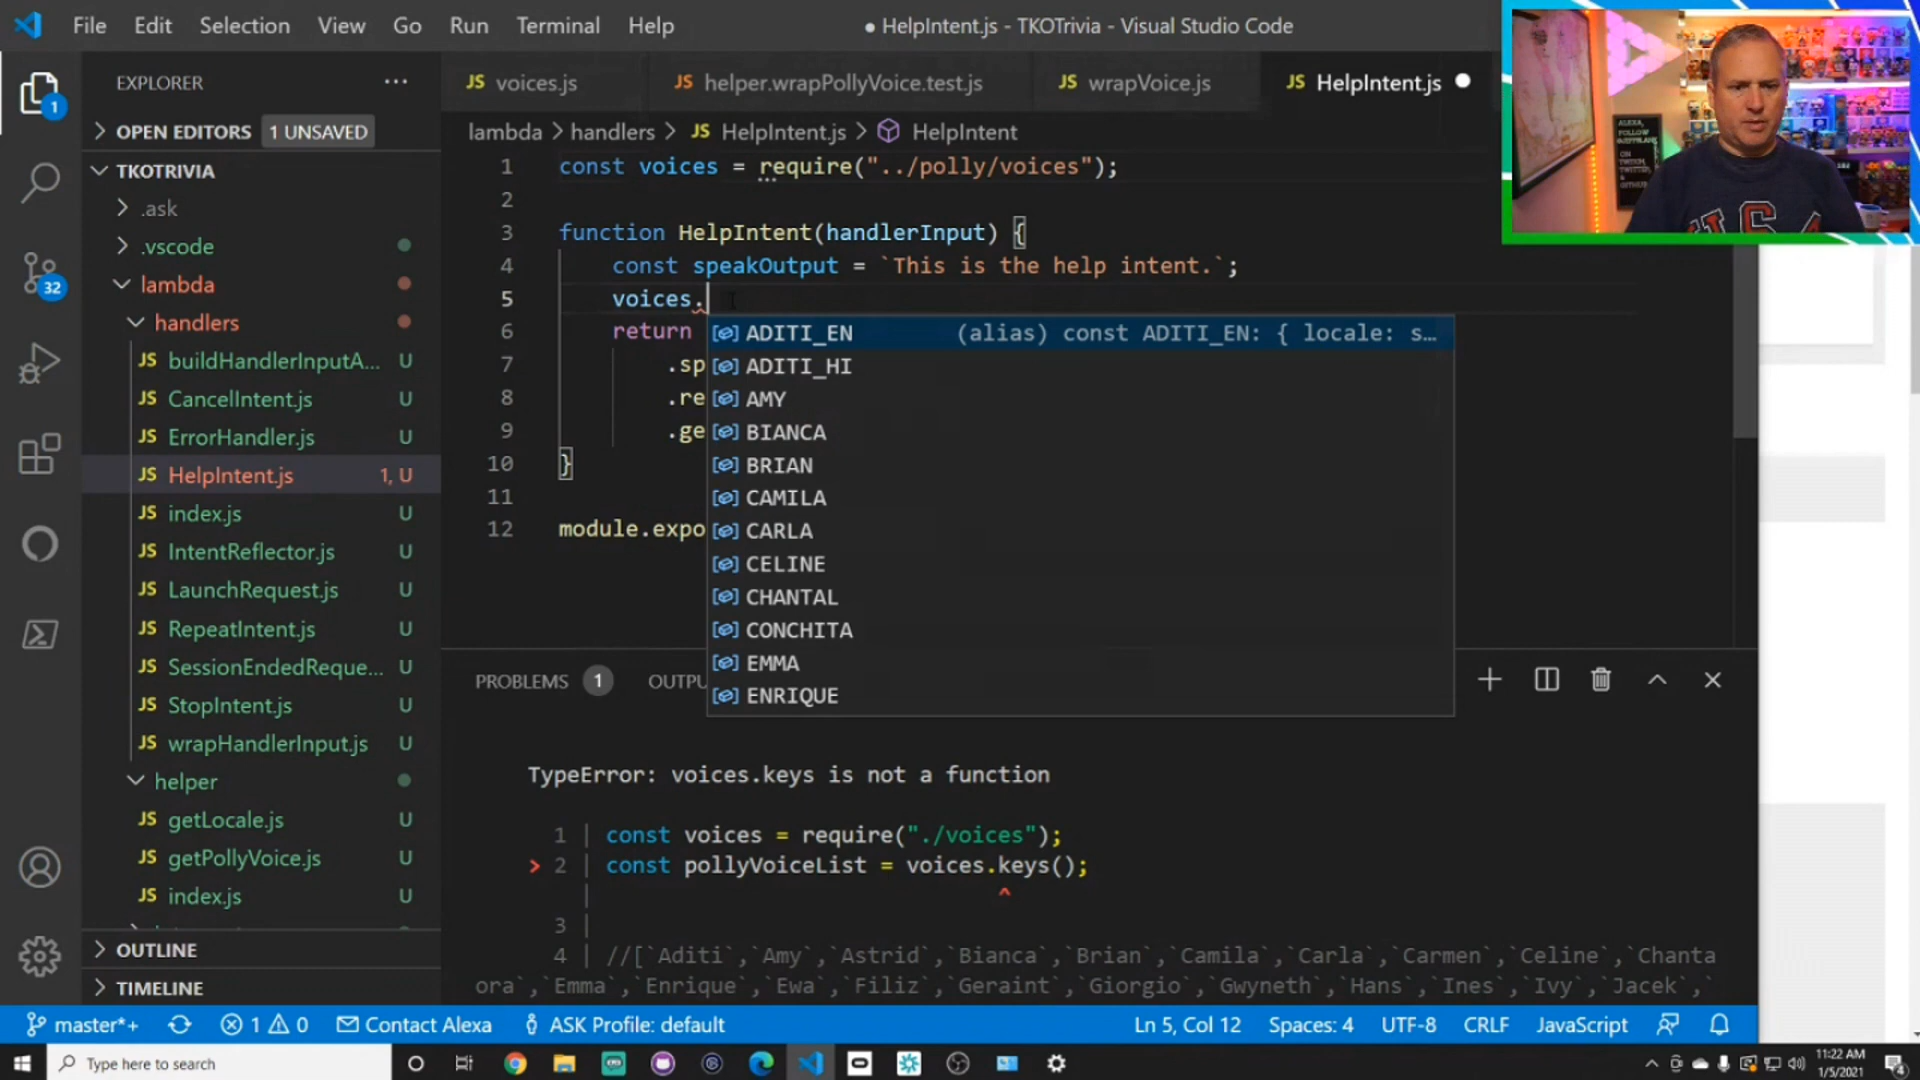 File Edit Selection View Go Run Terminal Help
● HelpIntent.js - TKOTrivia - Visual Studio Code
EXPLORER ···
JS voices.js JS helper.wrapPollyVoice.test.js JS wrapVoice.js JS HelpIntent.js
OPEN EDITORS 1 UNSAVED
lambda > handlers > JS HelpIntent.js > HelpIntent
TKOTRIVIA
.ask
.vscode
lambda
handlers
JS buildHandlerInputA... U
JS CancelIntent.js U
JS ErrorHandler.js U
JS HelpIntent.js 1, U
JS index.js U
JS IntentReflector.js U
JS LaunchRequest.js U
JS RepeatIntent.js U
JS SessionEndedReque... U
JS StopIntent.js U
JS wrapHandlerInput.js U
helper
JS getLocale.js U
JS getPollyVoice.js U
JS index.js U
OUTLINE
TIMELINE
1
32
1 const voices = require("../polly/voices");
2
3 function HelpIntent(handlerInput) {
4 const speakOutput = `This is the help intent.`;
5 voices.
6 return
7 .sp
8 .re
9 .ge
10 }
11
12 module.expo
ADITI_EN (alias) const ADITI_EN: { locale: s...
ADITI_HI
AMY
BIANCA
BRIAN
CAMILA
CARLA
CELINE
CHANTAL
CONCHITA
EMMA
ENRIQUE
PROBLEMS 1 OUTPU
TypeError: voices.keys is not a function
1 | const voices = require("./voices");
> 2 | const pollyVoiceList = voices.keys();
| ^
3 |
4 | //[`Aditi`,`Amy`,`Astrid`,`Bianca`,`Brian`,`Camila`,`Carla`,`Carmen`,`Celine`,`Chanta
ora`,`Emma`,`Enrique`,`Ewa`,`Filiz`,`Geraint`,`Giorgio`,`Gwyneth`,`Hans`,`Ines`,`Ivy`,`Jacek`,`
ALEXA,
FOLLOW
ON
TWITCH,
TWITTER,
& GITHUB
master*+ 1 0 Contact Alexa ASK Profile: default Ln 5, Col 12 Spaces: 4 UTF-8 CRLF JavaScript
Type here to search
11:22 AM
1/5/2021
4